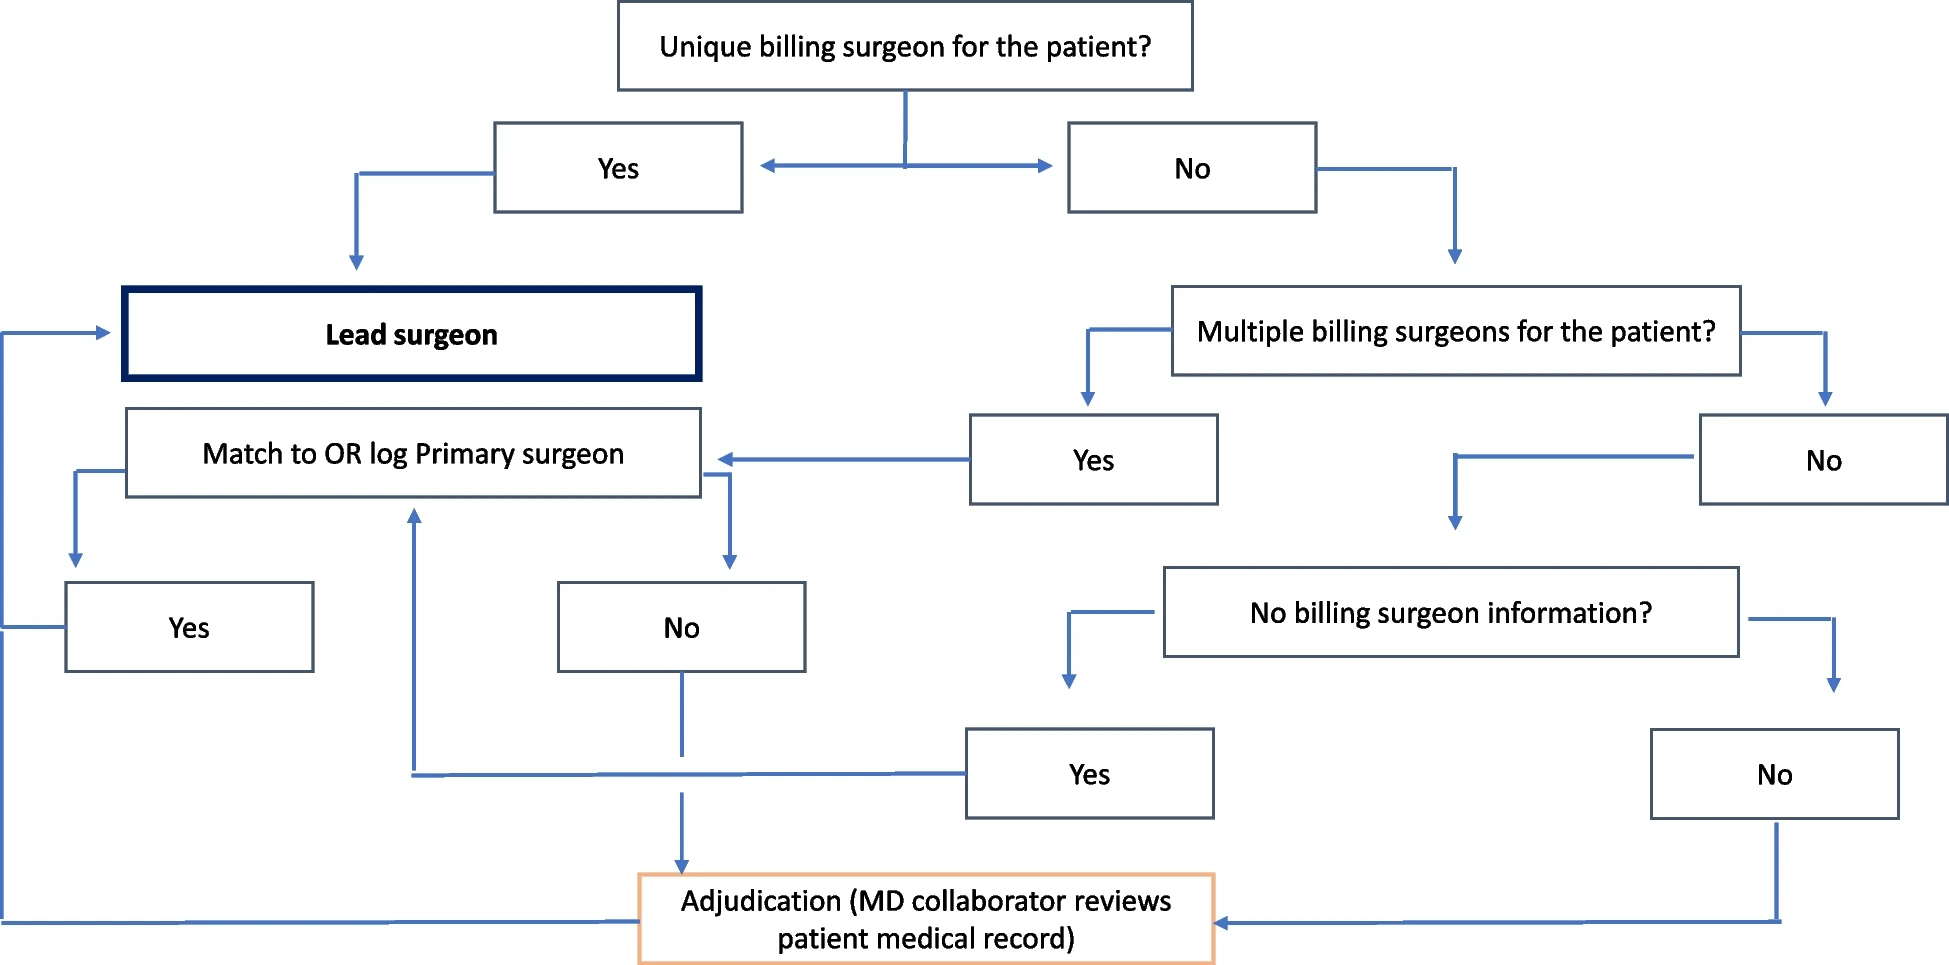 Unique billing surgeon for the patient?
Yes
No
Lead surgeon
Multiple billing surgeons for the patient?
Match to OR log Primary surgeon
Yes
No
Yes
No
No billing surgeon information?
Yes
No
Adjudication (MD collaborator reviews
patient medical record)